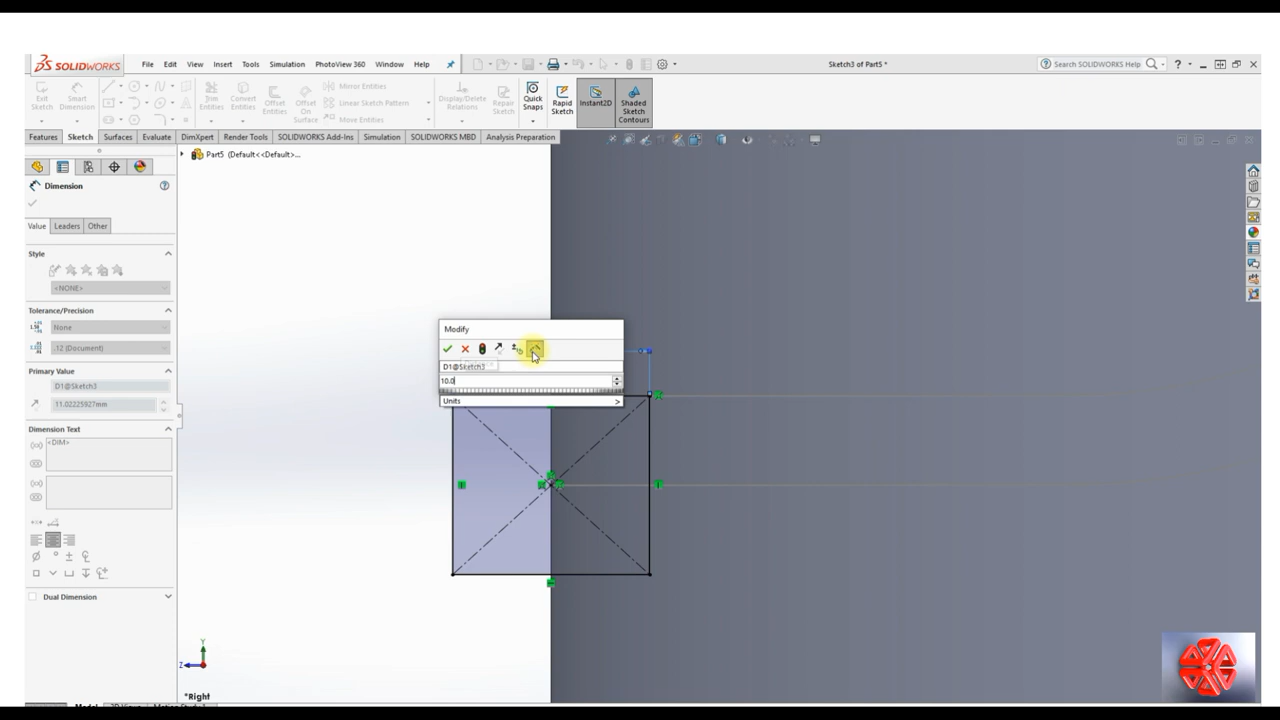 SOLIDWORKS File Edit View Insert Tools Simulation PhotoView 360 Window Help Sketch3 of Part5 * Search SOLIDWORKS Help ?
Exit Sketch
Smart Dimension
Trim Entities
Convert Entities
Offset Entities
Offset On Surface
Mirror Entities
Linear Sketch Pattern
Move Entities
Display/Delete Relations
Repair Sketch
Quick Snaps
Rapid Sketch
Instant2D
Shaded Sketch Contours
Features Sketch Surfaces Evaluate DimXpert Render Tools SOLIDWORKS Add-Ins Simulation SOLIDWORKS MBD Analysis Preparation
Part5 (Default<<Default>...
Dimension
Value Leaders Other
Style
<NONE>
Tolerance/Precision
None
.12 (Document)
Primary Value
D1@Sketch3
11.02225927mm
Dimension Text
<DIM>
Dual Dimension
Modify
D1@Sketch3
10.0
Units >
Y
Z
*Right